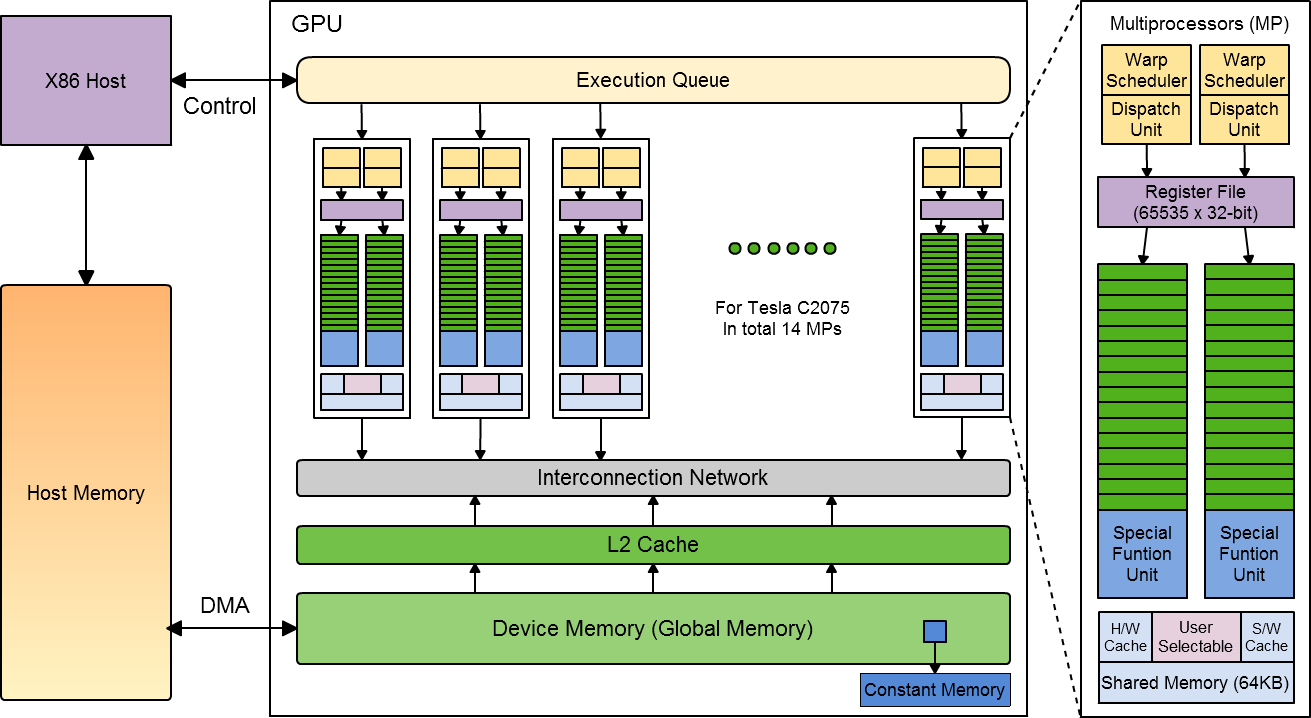 X86 Host
Control
Host Memory
DMA
GPU
Execution Queue
For Tesla C2075
In total 14 MPs
Interconnection Network
L2 Cache
Device Memory (Global Memory)
Constant Memory
Multiprocessors (MP)
Warp
Scheduler
Dispatch
Unit
Warp
Scheduler
Dispatch
Unit
Register File
(65535 x 32-bit)
Special
Funtion
Unit
Special
Funtion
Unit
H/W
Cache
User
Selectable
S/W
Cache
Shared Memory (64KB)